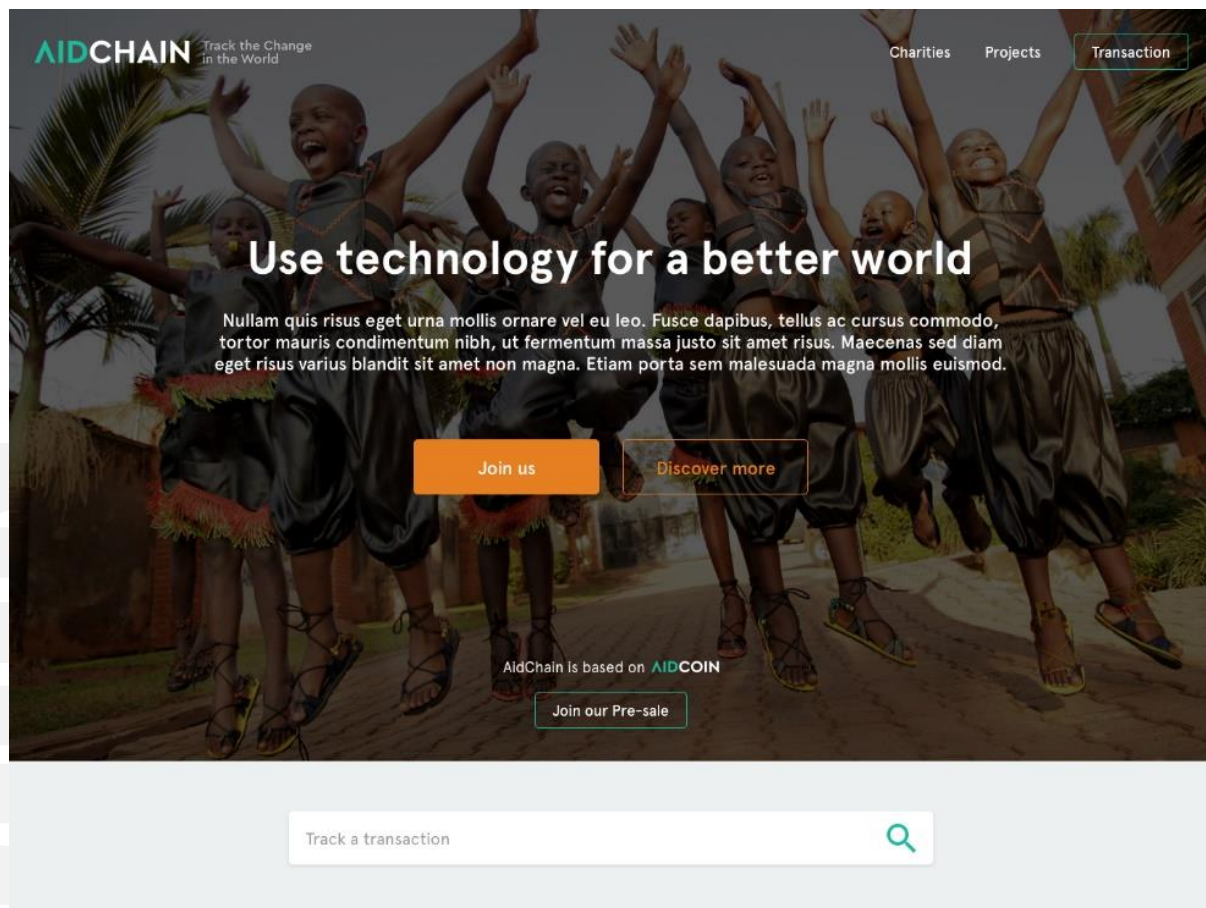 AIDCHAIN Track the Change
in the World
Charities Projects Transaction
Use technology for a better world
Nullam quis risus eget urna mollis ornare vel eu leo. Fusce dapibus, tellus ac cursus commodo,
tortor mauris condimentum nibh, ut fermentum massa justo sit amet risus. Maecenas sed diam
eget risus varius blandit sit amet non magna. Etiam porta sem malesuada magna mollis euismod.
Join us Discover more
AidChain is based on AIDCOIN
Join our Pre-sale
Track a transaction